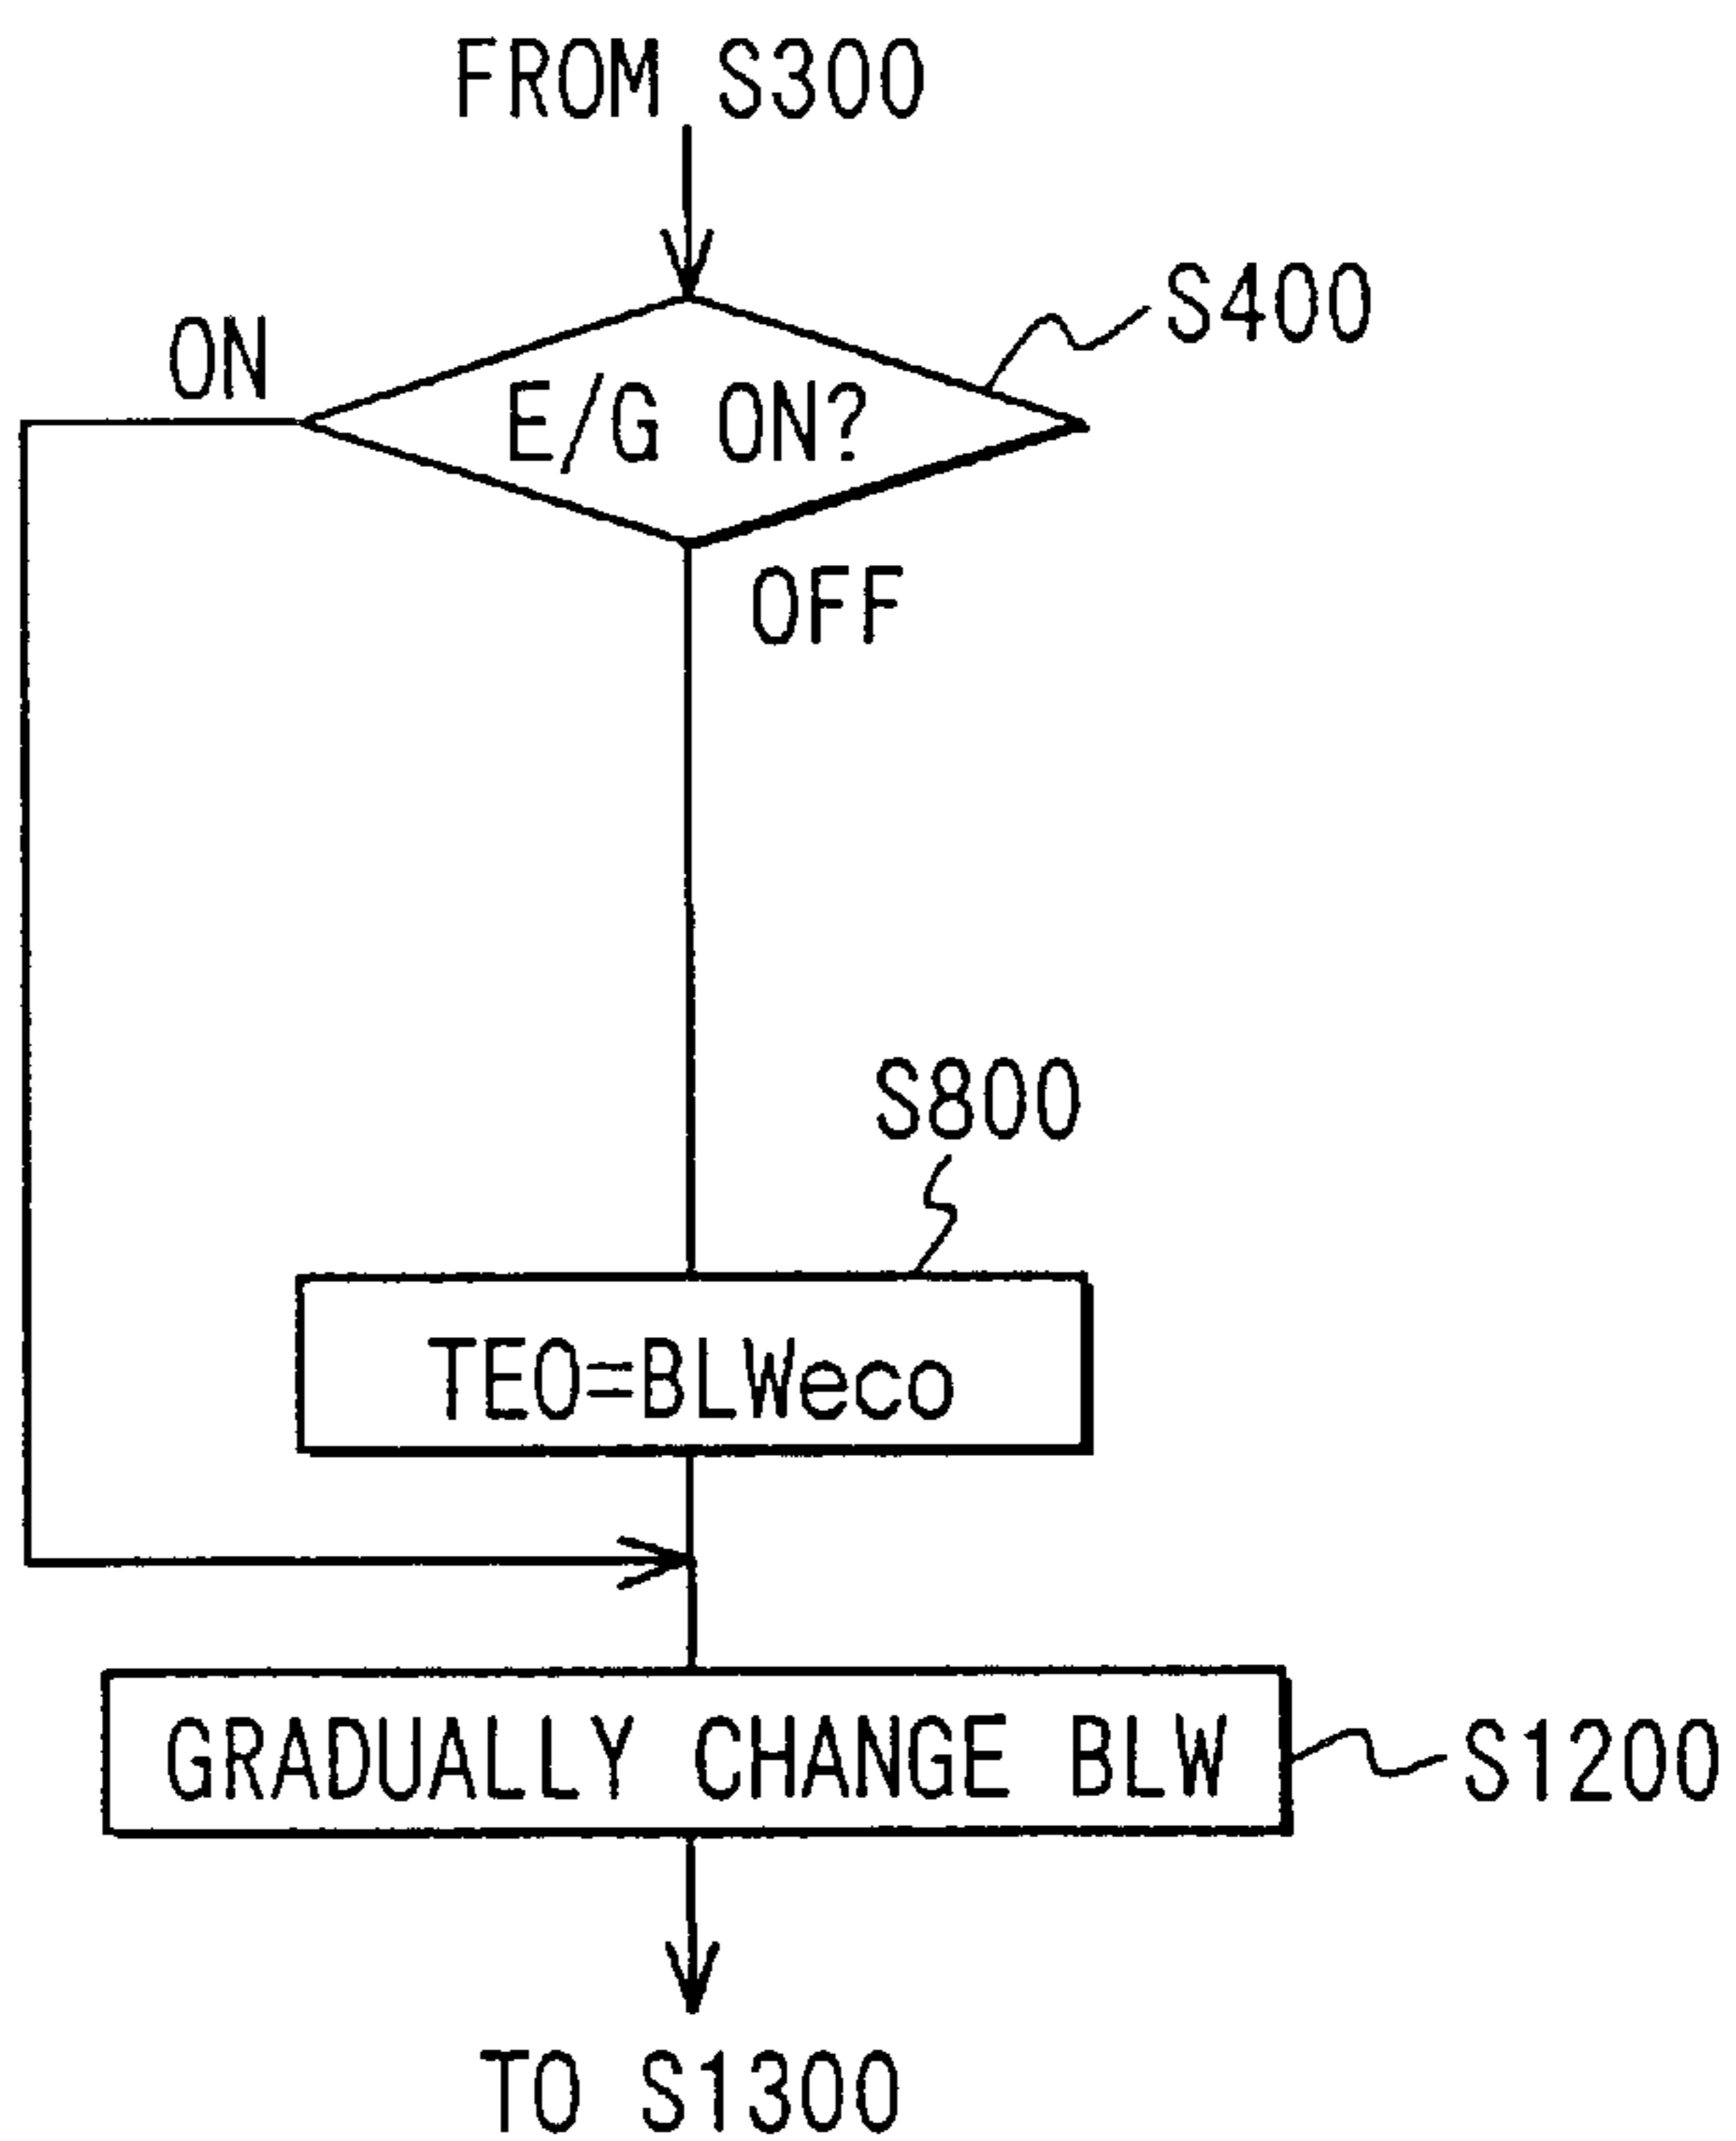 FROM S300
S400
ON
E/G ON?
OFF
S800
TEO=BLWeco
GRADUALLY CHANGE BLW
S1200
TO S1300